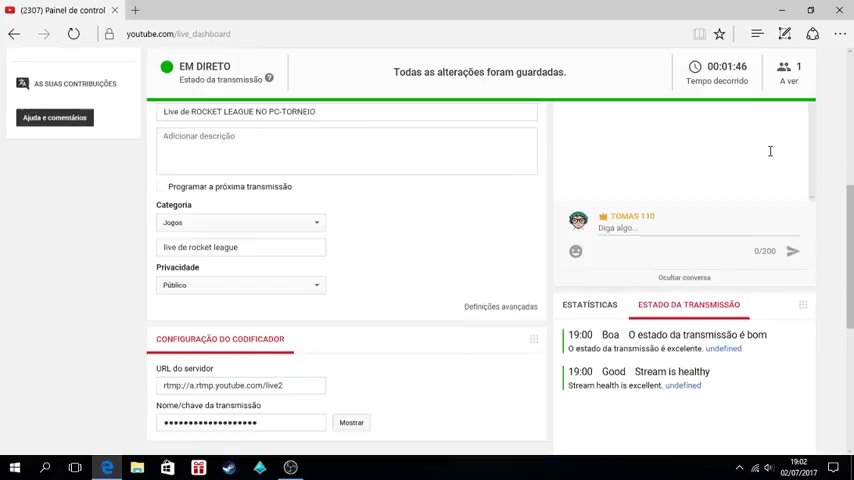 (2307) Painel de control
youtube.com/live_dashboard
AS SUAS CONTRIBUIÇÕES
Ajuda e comentários
EM DIRETO
Estado da transmissão ?
Todas as alterações foram guardadas.
00:01:46
Tempo decorrido
1
A ver
Live de ROCKET LEAGUE NO PC-TORNEIO
Adicionar descrição
Programar a próxima transmissão
Categoria
Jogos
live de rocket league
Privacidade
Público
Definições avançadas
CONFIGURAÇÃO DO CODIFICADOR
URL do servidor
rtmp://a.rtmp.youtube.com/live2
Nome/chave da transmissão
•••••••••••••••••••
Mostrar
TOMAS 110
Diga algo...
0/200
Ocultar conversa
ESTATÍSTICAS
ESTADO DA TRANSMISSÃO
19:00 Boa O estado da transmissão é bom
O estado da transmissão é excelente. undefined
19:00 Good Stream is healthy
Stream health is excellent. undefined
19:02
02/07/2017